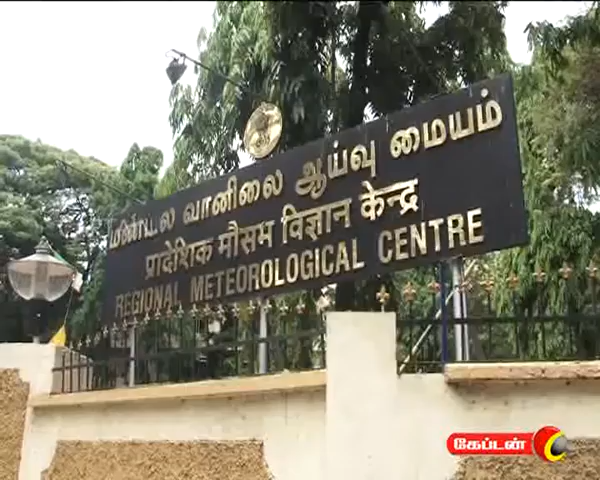 மண்டல வானிலை ஆய்வு மையம்
प्रादेशिक मौसम विज्ञान केन्द्र
REGIONAL METEOROLOGICAL CENTRE
கேப்டன்